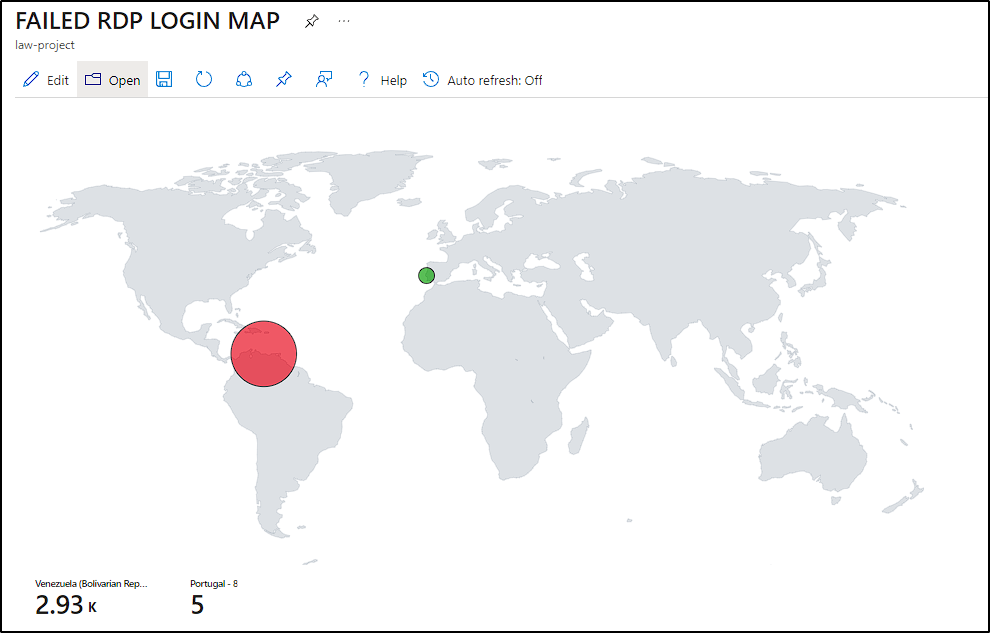 FAILED RDP LOGIN MAP
law-project
Edit Open Help Auto refresh: Off
Venezuela (Bolivarian Rep... Portugal - 8
2.93 K 5